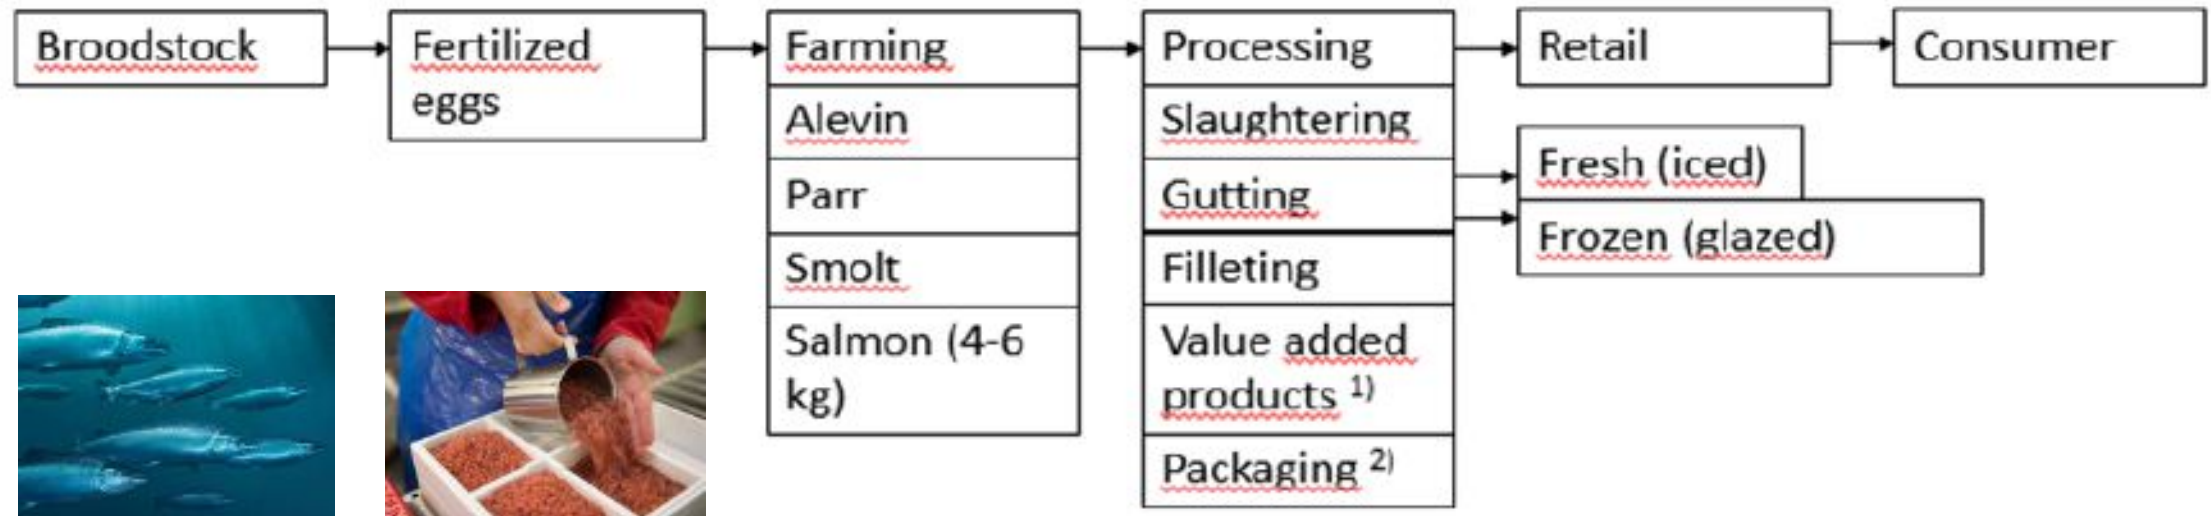 Broodstock
Fertilized
eggs
Farming
Alevin
Parr
Smolt
Salmon (4-6
kg)
Processing
Slaughtering
Gutting
Filleting
Value added
products 1)
Packaging 2)
Retail
Fresh (iced)
Frozen (glazed)
Consumer